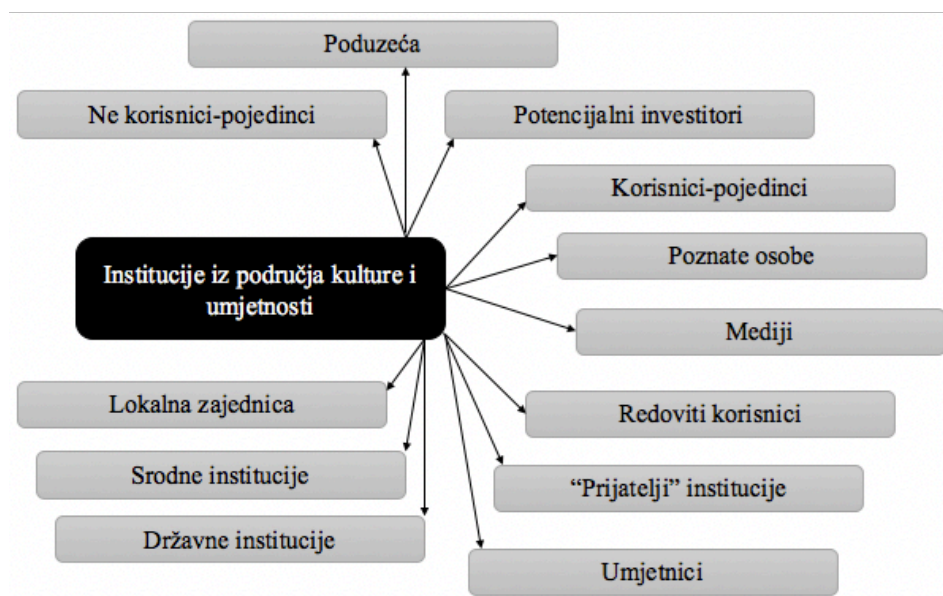 Poduzeća
Ne korisnici-pojedinci
Potencijalni investitori
Korisnici-pojedinci
Poznate osobe
Institucije iz područja kulture i
umjetnosti
Mediji
Lokalna zajednica
Redoviti korisnici
Srodne institucije
“Prijatelji” institucije
Državne institucije
Umjetnici